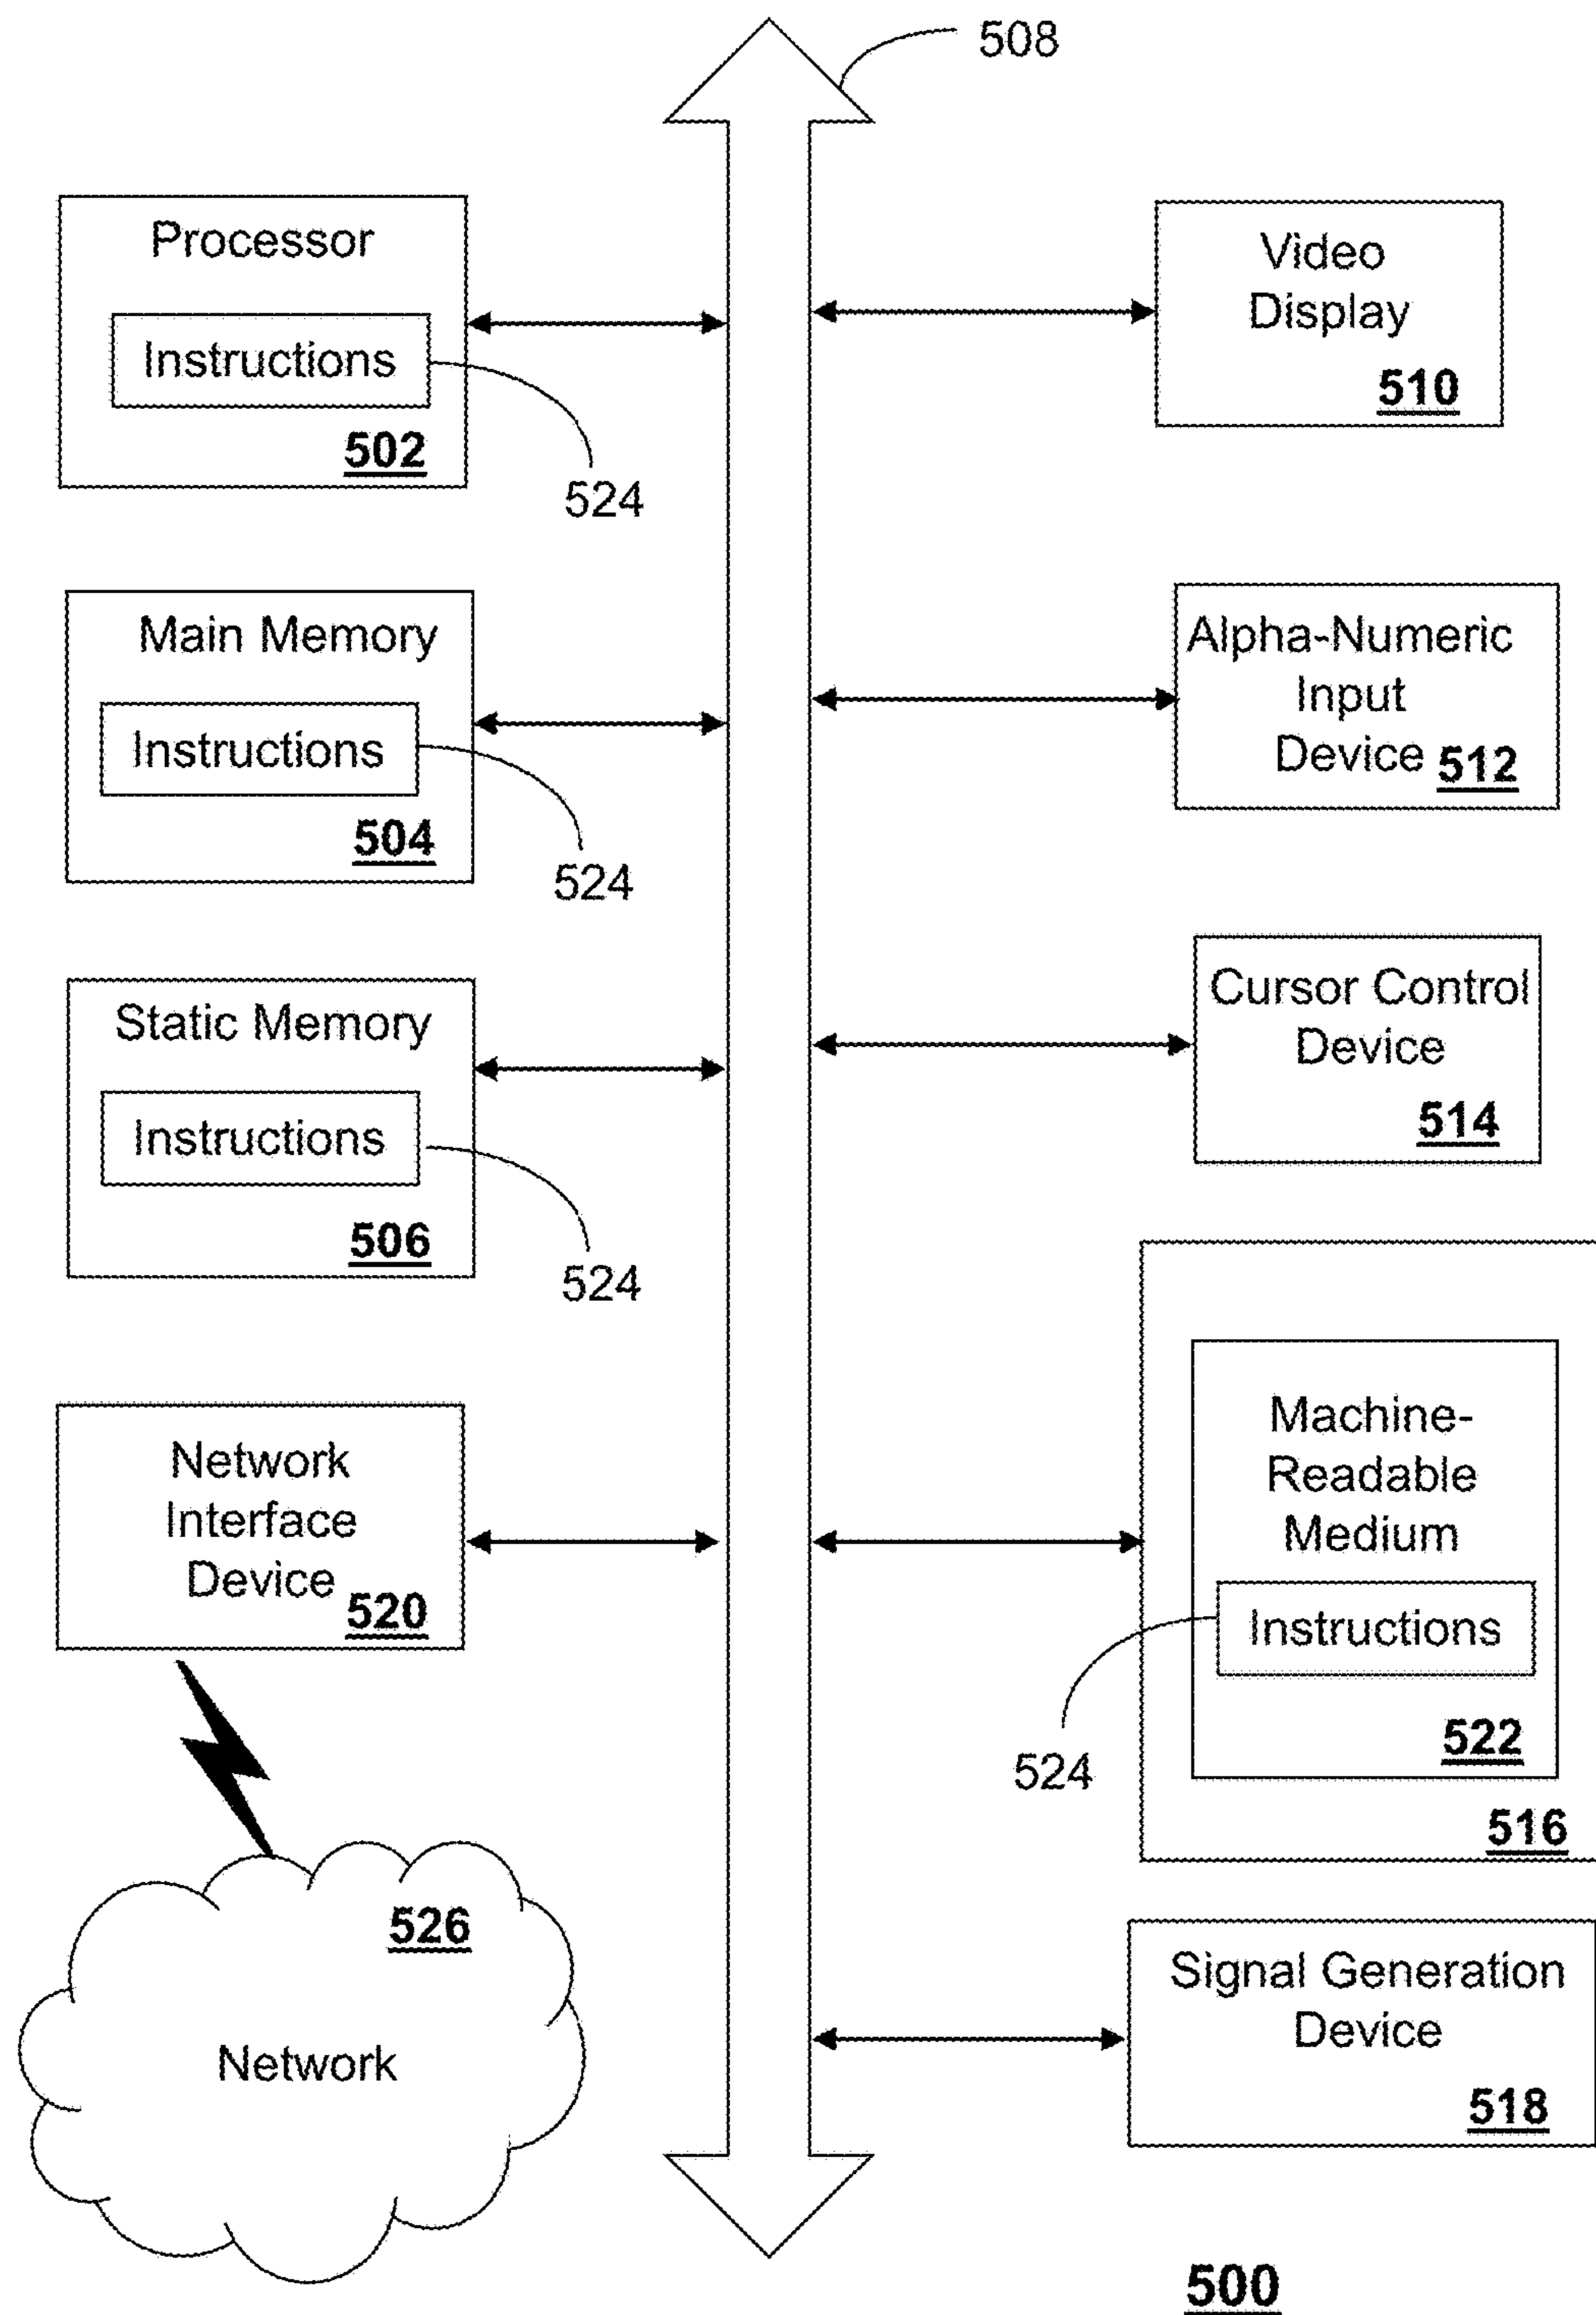 508
Processor
Instructions
502
524
Main Memory
Instructions
504
524
Static Memory
Instructions
506
524
Network
Interface
Device
520
526
Network
Video
Display
510
Alpha-Numeric
Input
Device
512
Cursor Control
Device
514
Machine-
Readable
Medium
Instructions
524
522
516
Signal Generation
Device
518
500